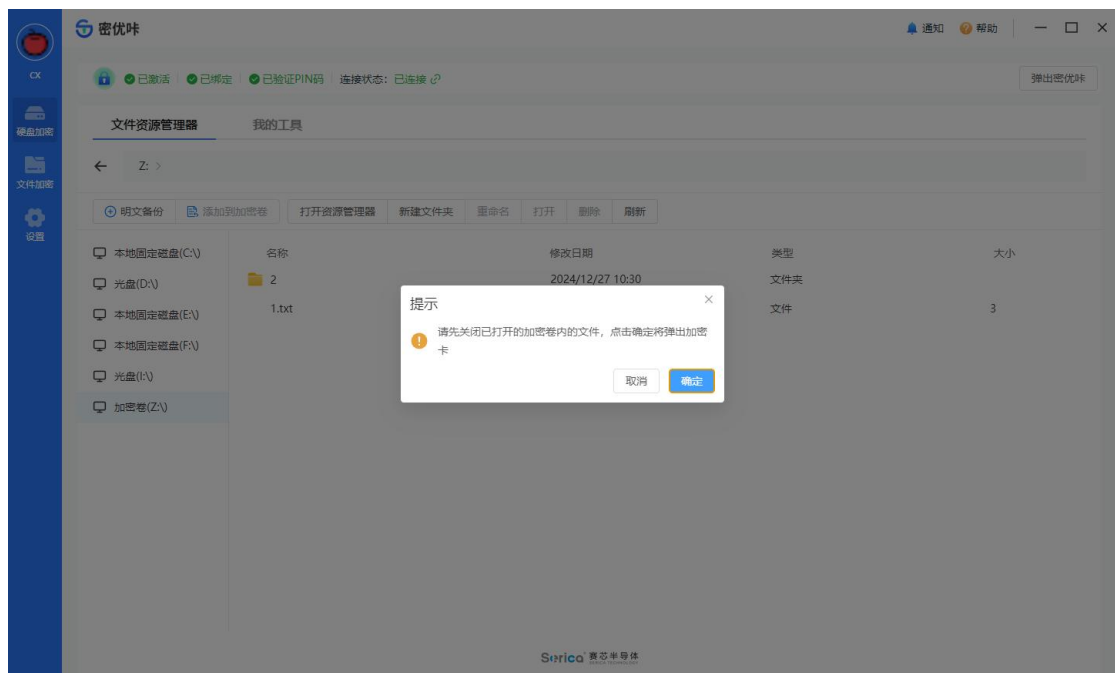 密优咔
通知 帮助
CX
已激活 已绑定 已验证PIN码 连接状态: 已连接
弹出密优咔
硬盘加密
文件资源管理器 我的工具
Z: >
文件加密
明文备份 添加到加密卷 打开资源管理器 新建文件夹 重命名 打开 删除 刷新
设置
本地固定磁盘(C:\) 名称 修改日期 类型 大小
光盘(D:\) 2 2024/12/27 10:30 文件夹
本地固定磁盘(E:\) 1.txt 文件 3
本地固定磁盘(F:\)
光盘(I:\)
加密卷(Z:\)
提示
请先关闭已打开的加密卷内的文件，点击确定将弹出加密
卡
取消 确定
Serica 赛芯半导体